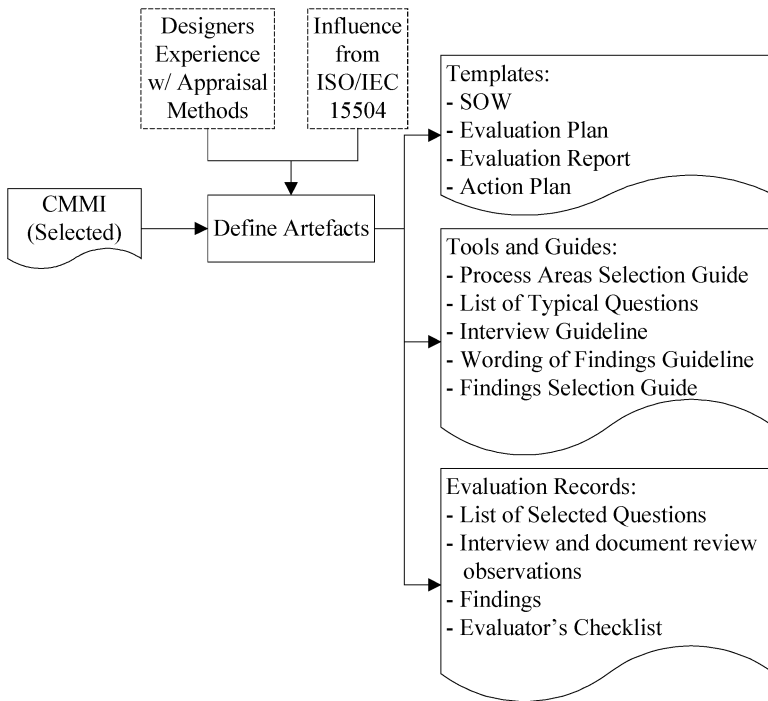 Designers
Experience
w/ Appraisal
Methods
Influence
from
ISO/IEC
15504
CMMI
(Selected)
Define Artefacts
Templates:
- SOW
- Evaluation Plan
- Evaluation Report
- Action Plan
Tools and Guides:
- Process Areas Selection Guide
- List of Typical Questions
- Interview Guideline
- Wording of Findings Guideline
- Findings Selection Guide
Evaluation Records:
- List of Selected Questions
- Interview and document review
observations
- Findings
- Evaluator’s Checklist